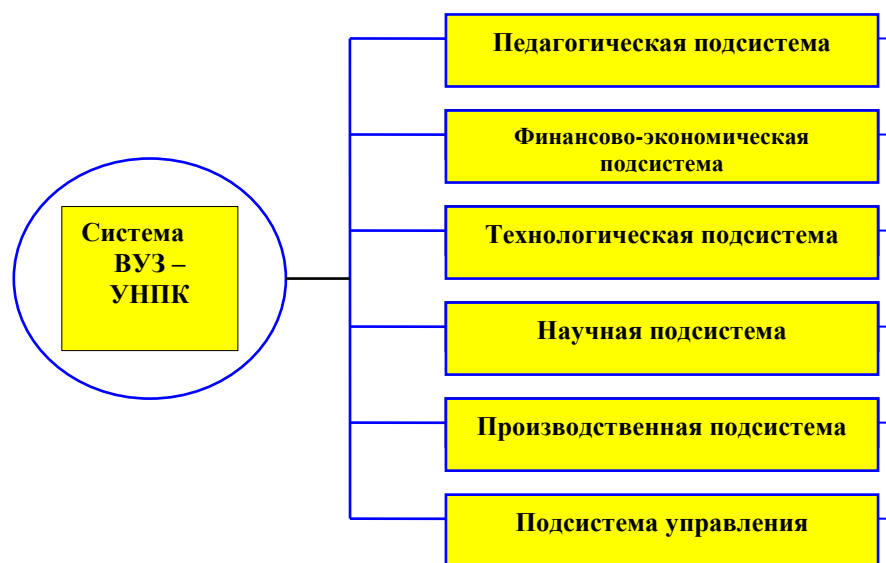 Педагогическая подсистема
Финансово-экономическая
подсистема
Система
ВУЗ –
УНПК
Технологическая подсистема
Научная подсистема
Производственная подсистема
Подсистема управления